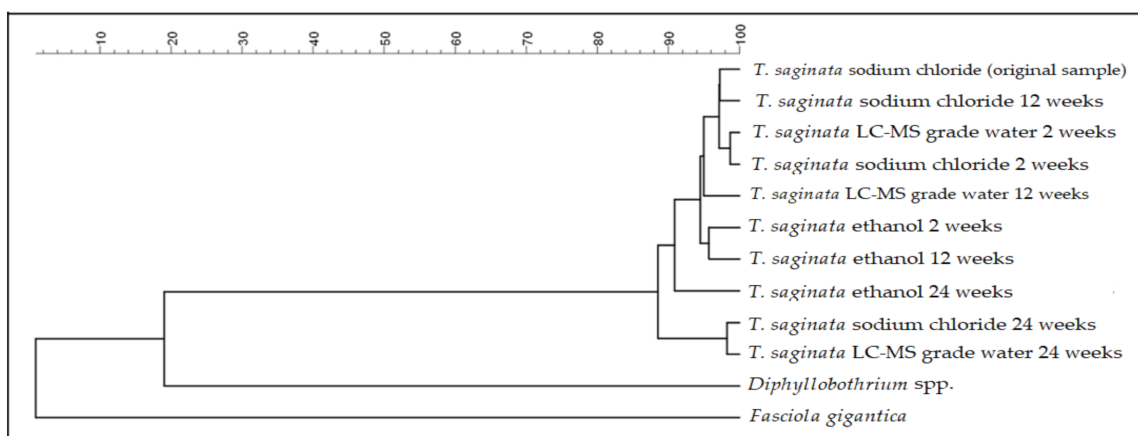 10 20 30 40 50 60 70 80 90 100
T. saginata sodium chloride (original sample)
T. saginata sodium chloride 12 weeks
T. saginata LC-MS grade water 2 weeks
T. saginata sodium chloride 2 weeks
T. saginata LC-MS grade water 12 weeks
T. saginata ethanol 2 weeks
T. saginata ethanol 12 weeks
T. saginata ethanol 24 weeks
T. saginata sodium chloride 24 weeks
T. saginata LC-MS grade water 24 weeks
Diphyllobothrium spp.
Fasciola gigantica